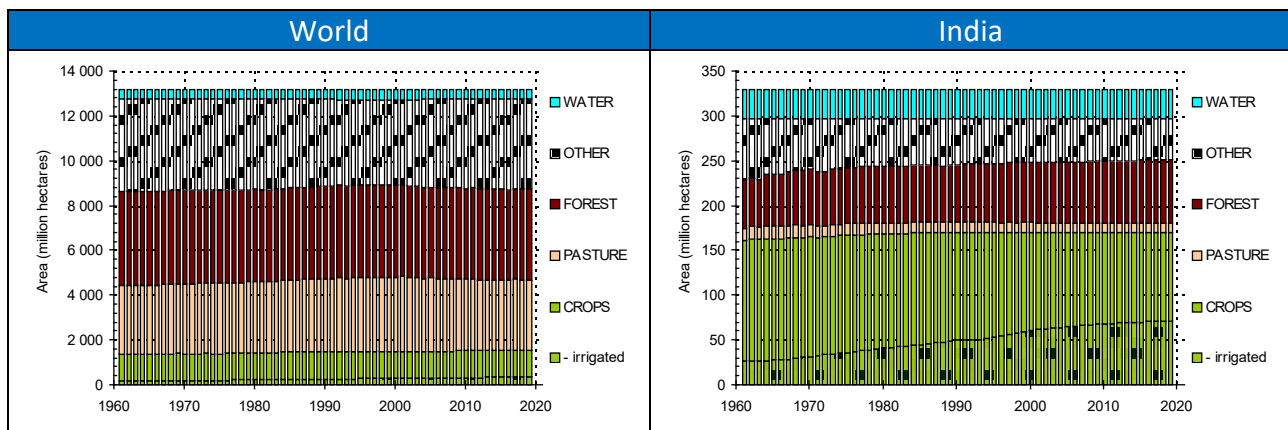 World
India
Area (million hectares)
14 000
12 000
10 000
8 000
6 000
4 000
2 000
0
1960 1970 1980 1990 2000 2010 2020
WATER
OTHER
FOREST
PASTURE
CROPS
- irrigated
Area (million hectares)
350
300
250
200
150
100
50
0
1960 1970 1980 1990 2000 2010 2020
WATER
OTHER
FOREST
PASTURE
CROPS
- irrigated